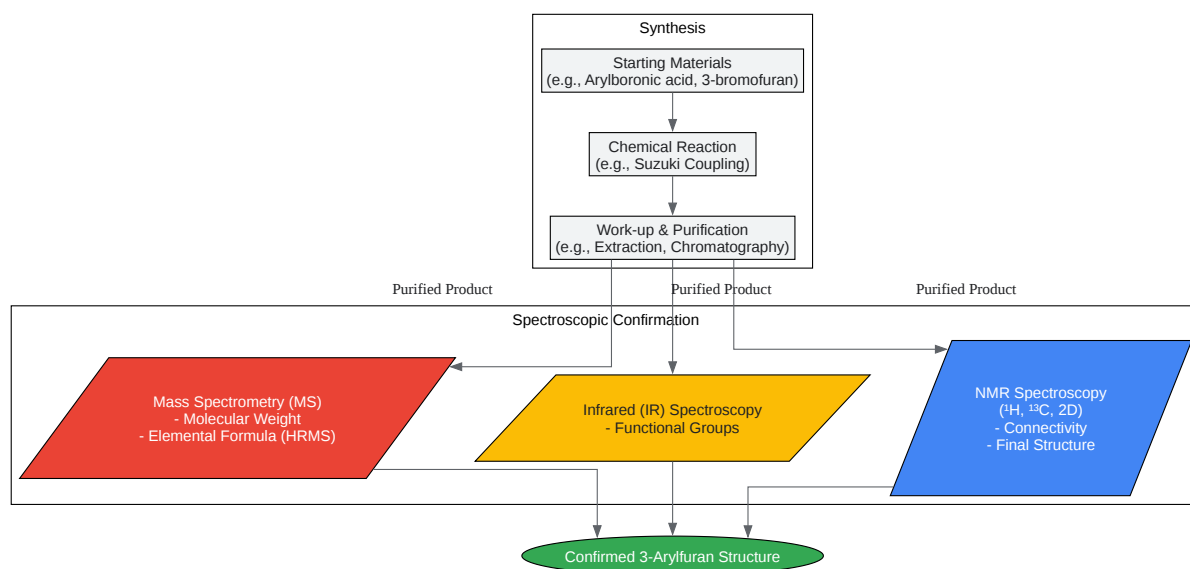 Synthesis
Starting Materials
(e.g., Arylboronic acid, 3-bromofuran)
Chemical Reaction
(e.g., Suzuki Coupling)
Work-up & Purification
(e.g., Extraction, Chromatography)
Purified Product
Purified Product
Purified Product
Spectroscopic Confirmation
Mass Spectrometry (MS)
- Molecular Weight
- Elemental Formula (HRMS)
Infrared (IR) Spectroscopy
- Functional Groups
NMR Spectroscopy
(¹H, ¹³C, 2D)
- Connectivity
- Final Structure
Confirmed 3-Arylfuran Structure